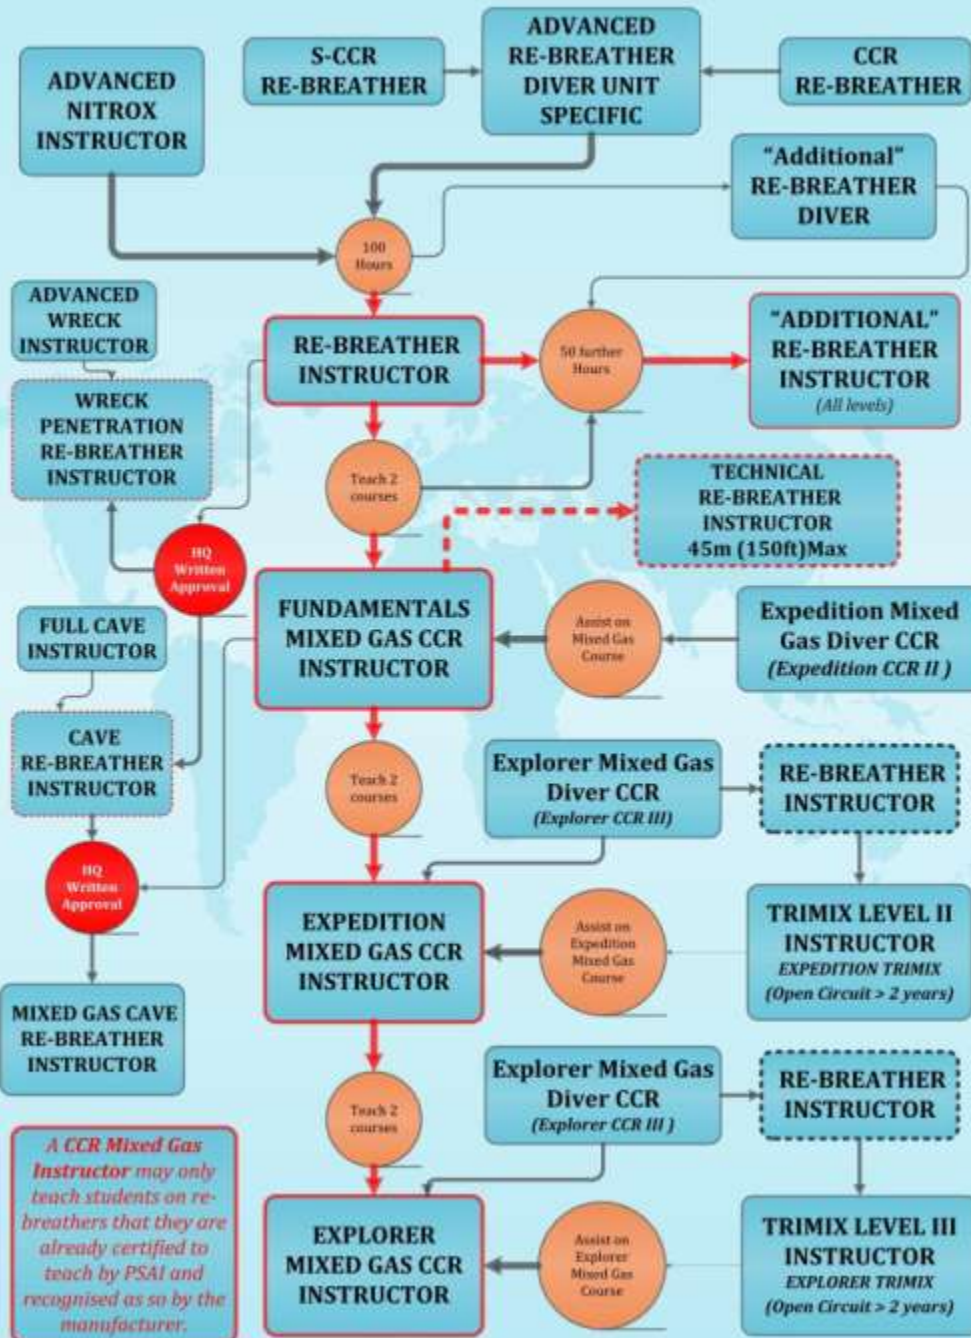 ADVANCED
NITROX
INSTRUCTOR
S-CCR
RE-BREATHER
ADVANCED
RE-BREATHER
DIVER UNIT
SPECIFIC
CCR
RE-BREATHER
"Additional"
RE-BREATHER
DIVER
100
Hours
ADVANCED
WRECK
INSTRUCTOR
RE-BREATHER
INSTRUCTOR
50 further
Hours
"ADDITIONAL"
RE-BREATHER
INSTRUCTOR
(All levels)
WRECK
PENETRATION
RE-BREATHER
INSTRUCTOR
Teach 2
courses
TECHNICAL
RE-BREATHER
INSTRUCTOR
45m (150ft)Max
HQ
Written
Approval
FULL CAVE
INSTRUCTOR
FUNDAMENTALS
MIXED GAS CCR
INSTRUCTOR
Assist on
Mixed Gas
Course
Expedition Mixed
Gas Diver CCR
(Expedition CCR II )
CAVE
RE-BREATHER
INSTRUCTOR
Teach 2
courses
Explorer Mixed Gas
Diver CCR
(Explorer CCR III)
RE-BREATHER
INSTRUCTOR
HQ
Written
Approval
EXPEDITION
MIXED GAS CCR
INSTRUCTOR
Assist on
Expedition
Mixed Gas
Course
TRIMIX LEVEL II
INSTRUCTOR
EXPEDITION TRIMIX
(Open Circuit > 2 years)
MIXED GAS CAVE
RE-BREATHER
INSTRUCTOR
Teach 2
courses
Explorer Mixed Gas
Diver CCR
(Explorer CCR III )
RE-BREATHER
INSTRUCTOR
A CCR Mixed Gas
Instructor may only
teach students on re-
breathers that they are
already certified to
teach by PSAI and
recognised as so by the
manufacturer.
EXPLORER
MIXED GAS CCR
INSTRUCTOR
Assist on
Explorer
Mixed Gas
Course
TRIMIX LEVEL III
INSTRUCTOR
EXPLORER TRIMIX
(Open Circuit > 2 years)